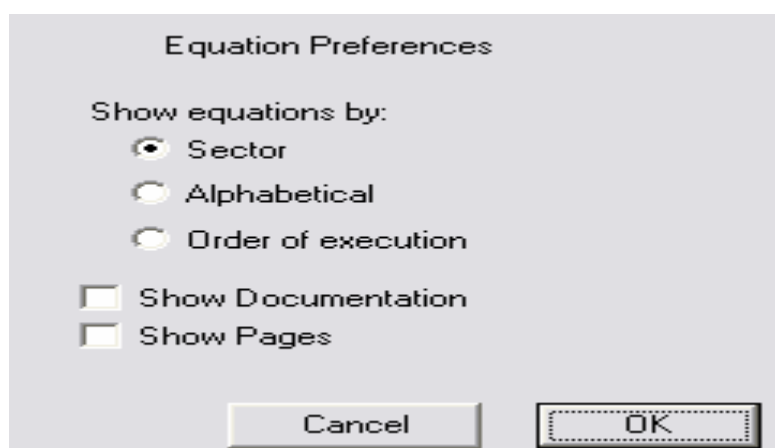 Equation Preferences
Show equations by:
Sector
Alphabetical
Order of execution
Show Documentation
Show Pages
Cancel OK